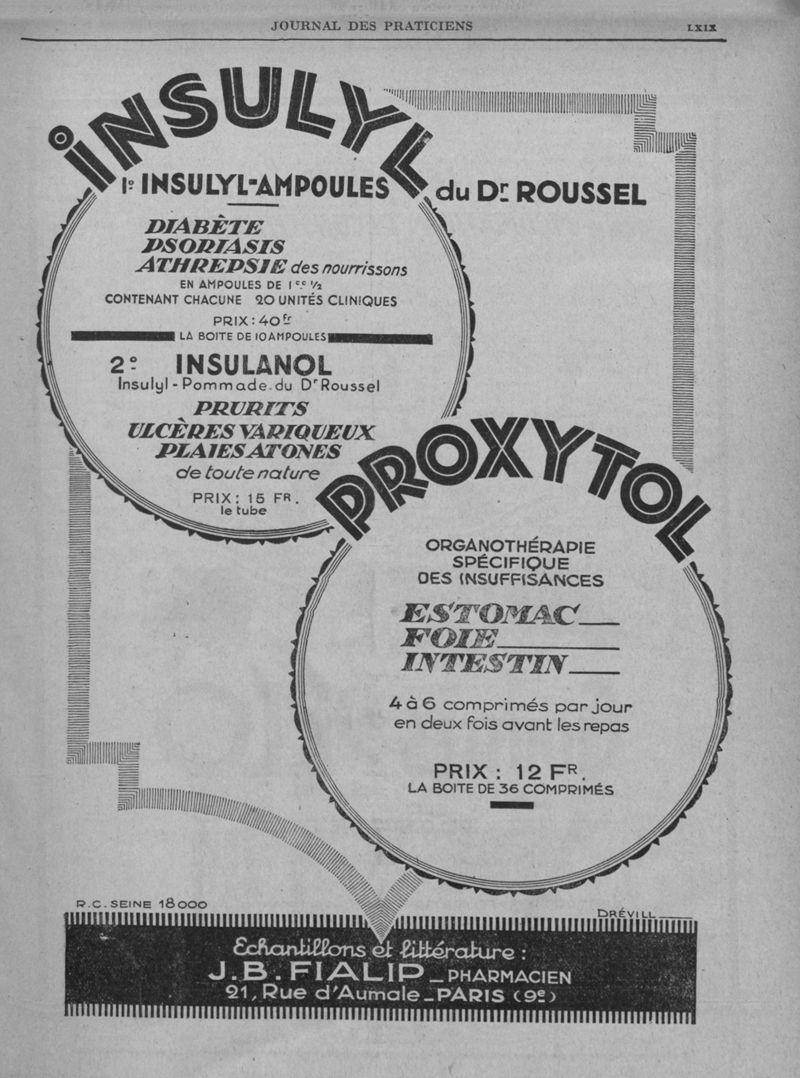 JOURNAL DES PRATICIENS
LXIX
iNSULYL
1º INSULYL-AMPOULES du Dr ROUSSEL
DIABÈTE
PSORIASIS
ATHREPSIE des nourrissons
EN AMPOULES DE 1 c.c 1/2
CONTENANT CHACUNE 20 UNITÉS CLINIQUES
PRIX : 40 fr
LA BOITE DE 10 AMPOULES
2º INSULANOL
Insulyl - Pommade du Dr Roussel
PRURITS
ULCÈRES VARIQUEUX
PLAIES ATONES
de toute nature
PRIX : 15 FR.
le tube
PROXYTOL
ORGANOTHÉRAPIE
SPÉCIFIQUE
DES INSUFFISANCES
ESTOMAC
FOIE
INTESTIN
4 à 6 comprimés par jour
en deux fois avant les repas
PRIX : 12 FR.
LA BOITE DE 36 COMPRIMÉS
R.C. SEINE 18000
DRÉVILL
Echantillons et littérature :
J.B. FIALIP _ PHARMACIEN
21, Rue d'Aumale _ PARIS (9e)